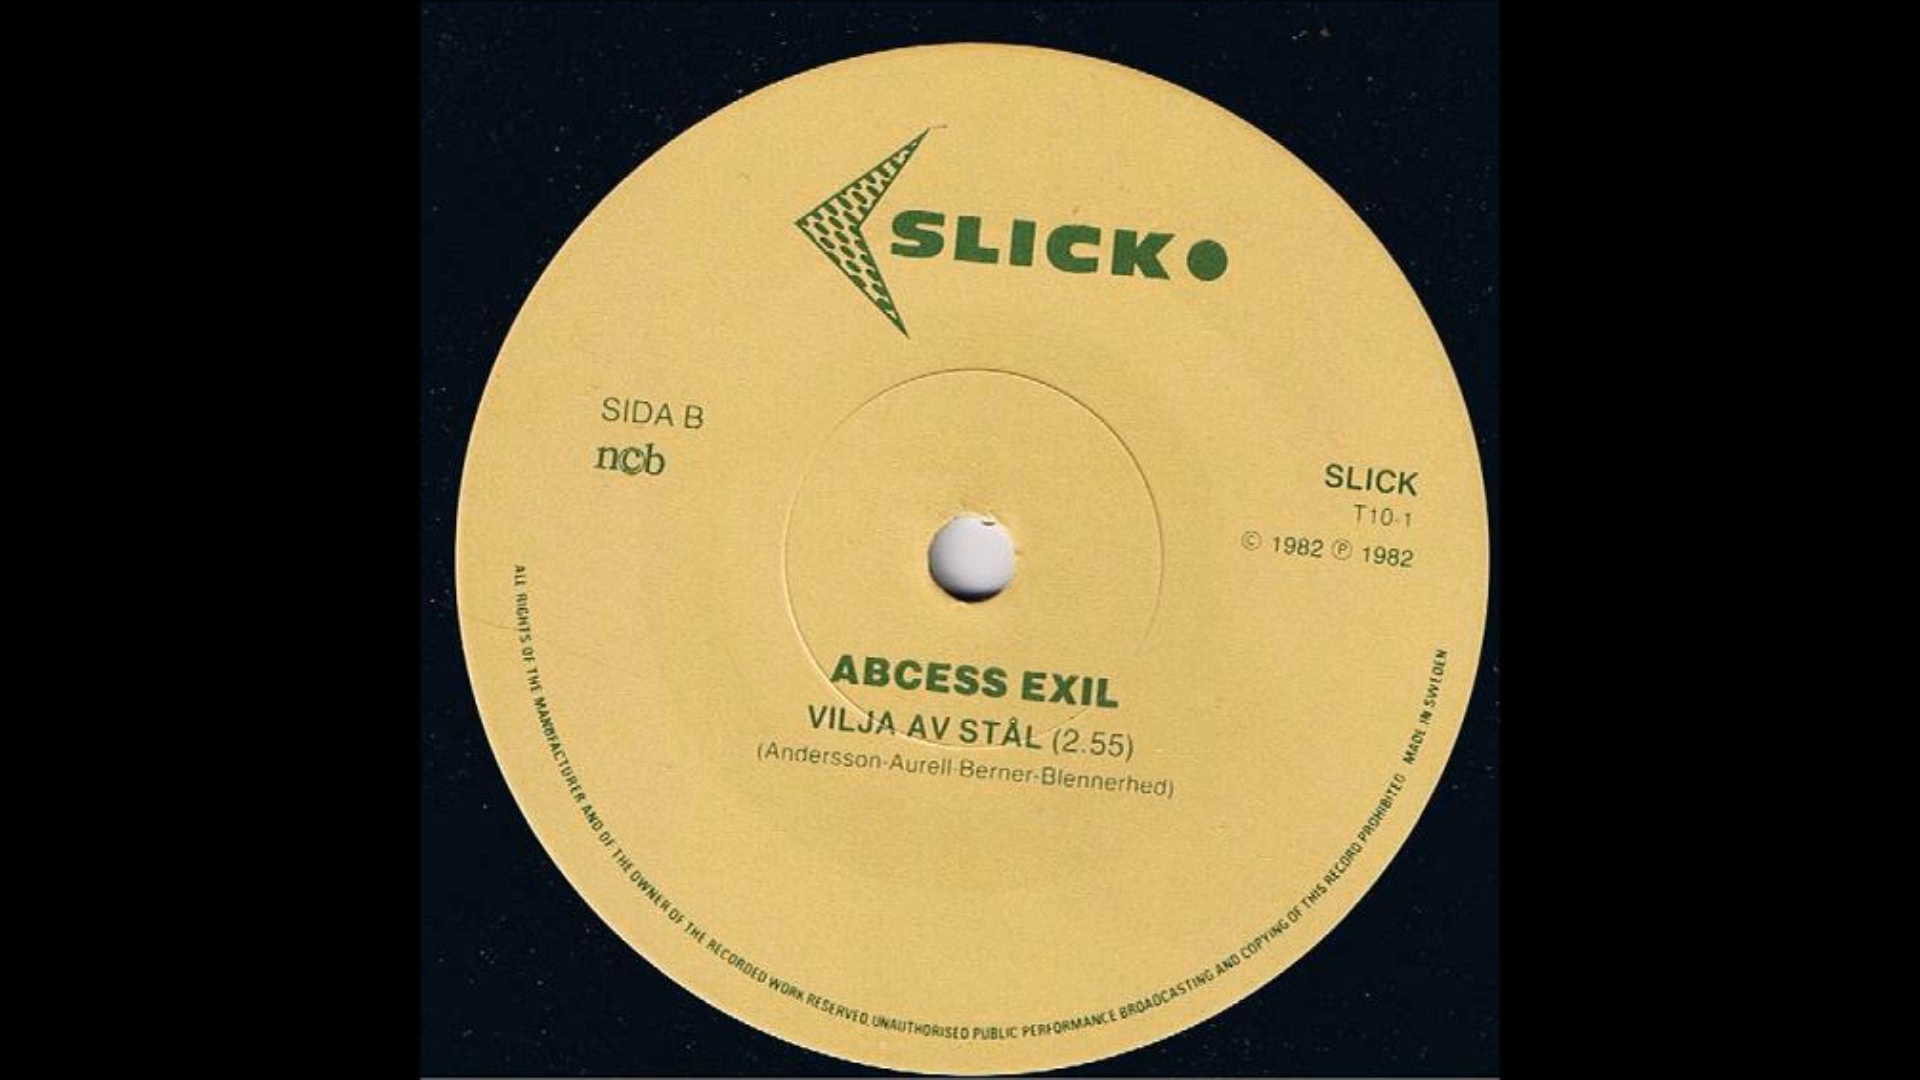 SLICK
SIDA B
ncb
SLICK
T10-1
© 1982 ℗ 1982
ABCESS EXIL
VILJA AV STÅL (2.55)
(Andersson-Aurell-Berner-Blennerhed)
ALL RIGHTS OF THE MANUFACTURER AND OF THE OWNER OF THE RECORDED WORK RESERVED. UNAUTHORISED PUBLIC PERFORMANCE BROADCASTING AND COPYING OF THIS RECORD PROHIBITED MADE IN SWEDEN